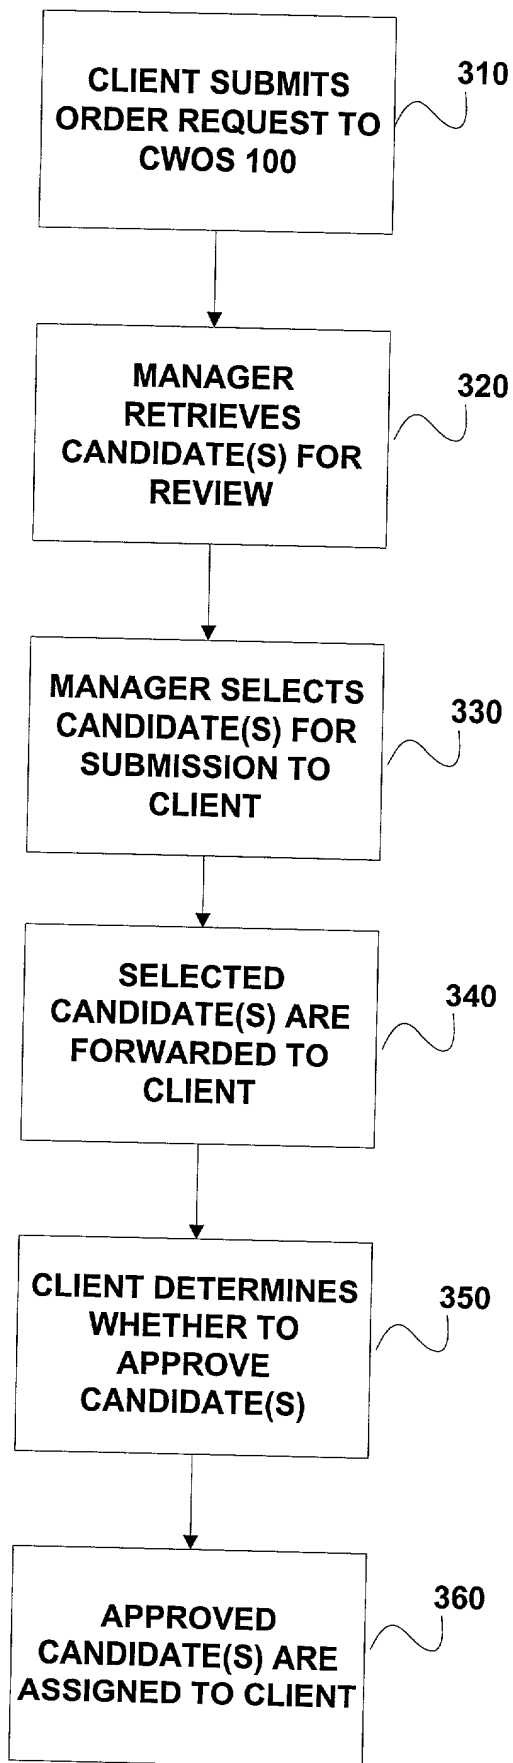 CLIENT SUBMITS
ORDER REQUEST TO
CWOS 100
310
MANAGER
RETRIEVES
CANDIDATE(S) FOR
REVIEW
320
MANAGER SELECTS
CANDIDATE(S) FOR
SUBMISSION TO
CLIENT
330
SELECTED
CANDIDATE(S) ARE
FORWARDED TO
CLIENT
340
CLIENT DETERMINES
WHETHER TO
APPROVE
CANDIDATE(S)
350
APPROVED
CANDIDATE(S) ARE
ASSIGNED TO CLIENT
360